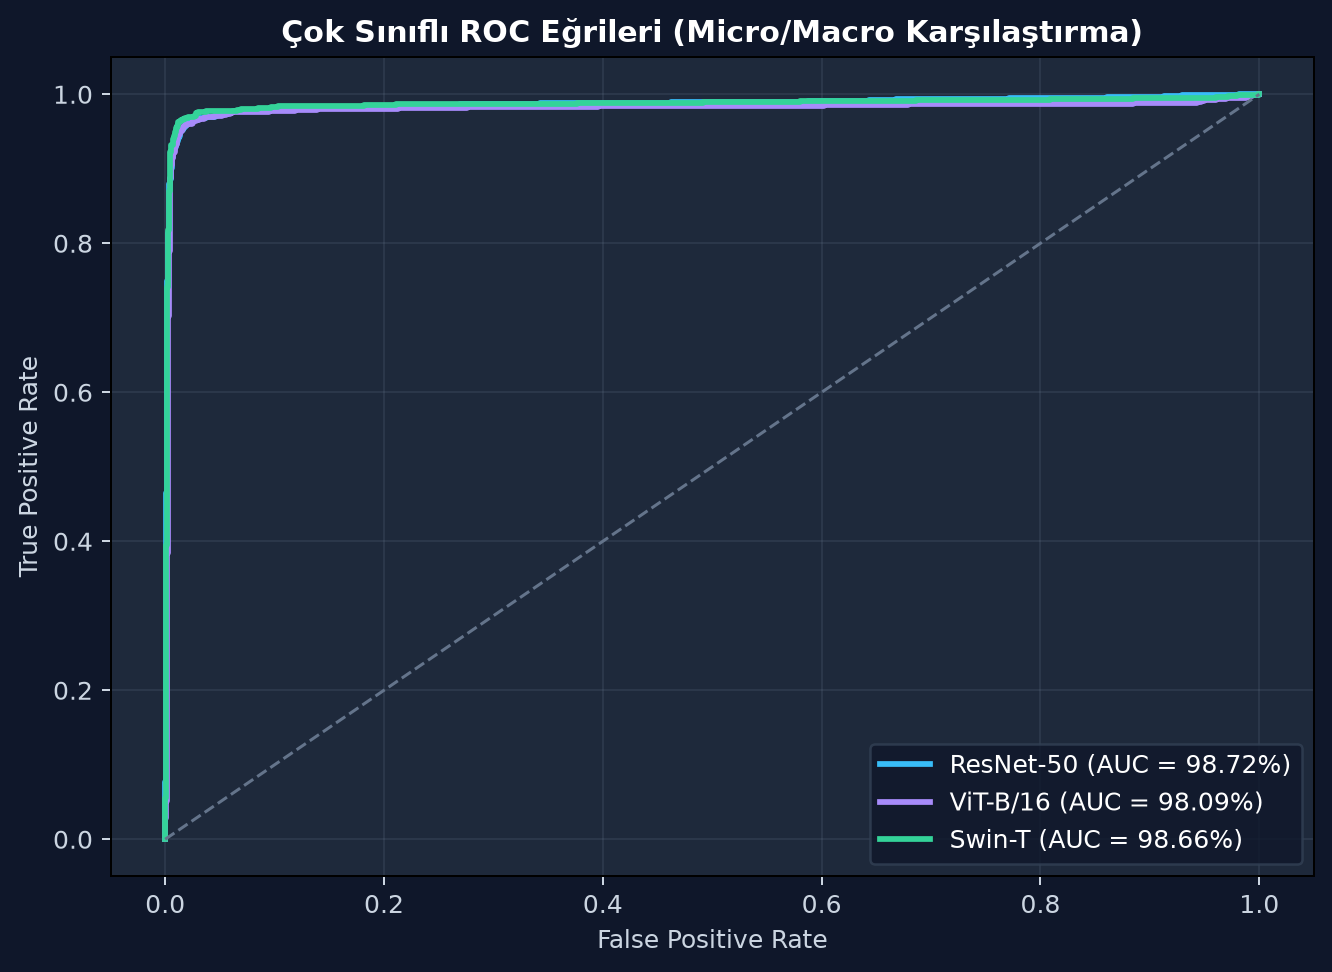 Çok Sınıflı ROC Eğrileri (Micro/Macro Karşılaştırma)
True Positive Rate
1.0
0.8
0.6
0.4
0.2
0.0
ResNet-50 (AUC = 98.72%)
ViT-B/16 (AUC = 98.09%)
Swin-T (AUC = 98.66%)
0.0 0.2 0.4 0.6 0.8 1.0
False Positive Rate